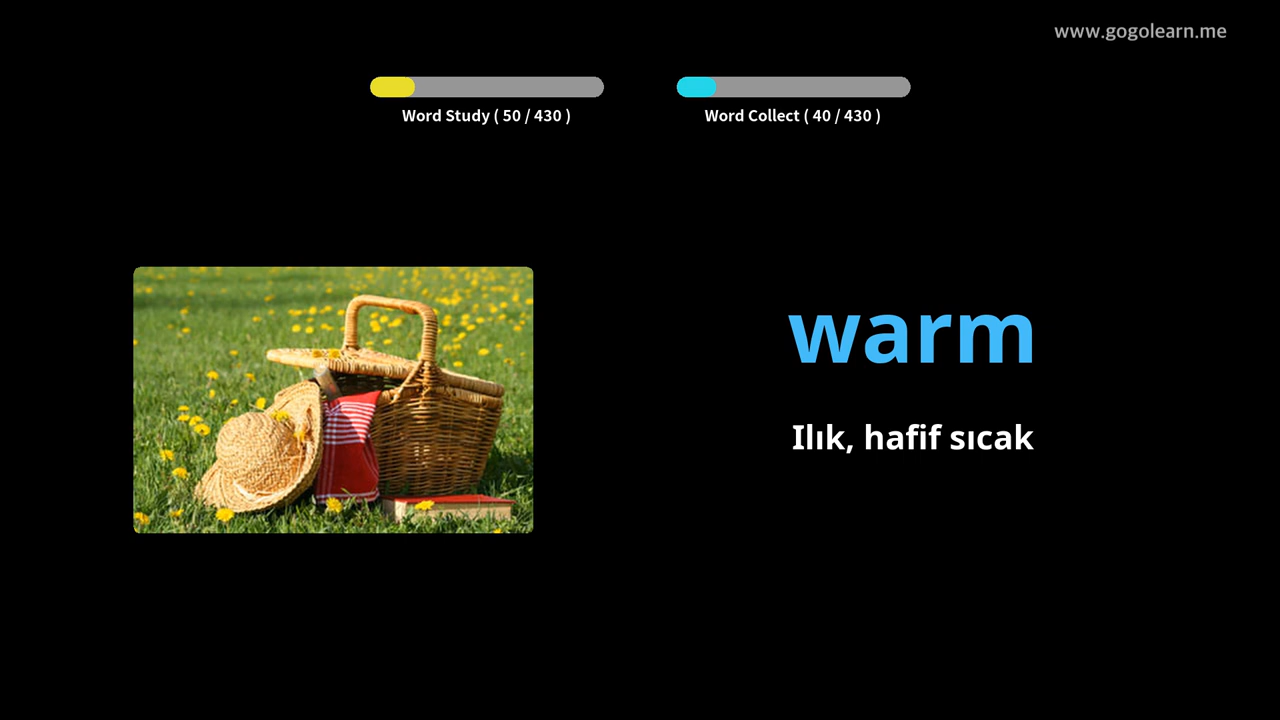 www.gogolearn.me
Word Study ( 50 / 430 )
Word Collect ( 40 / 430 )
warm
Ilık, hafif sıcak